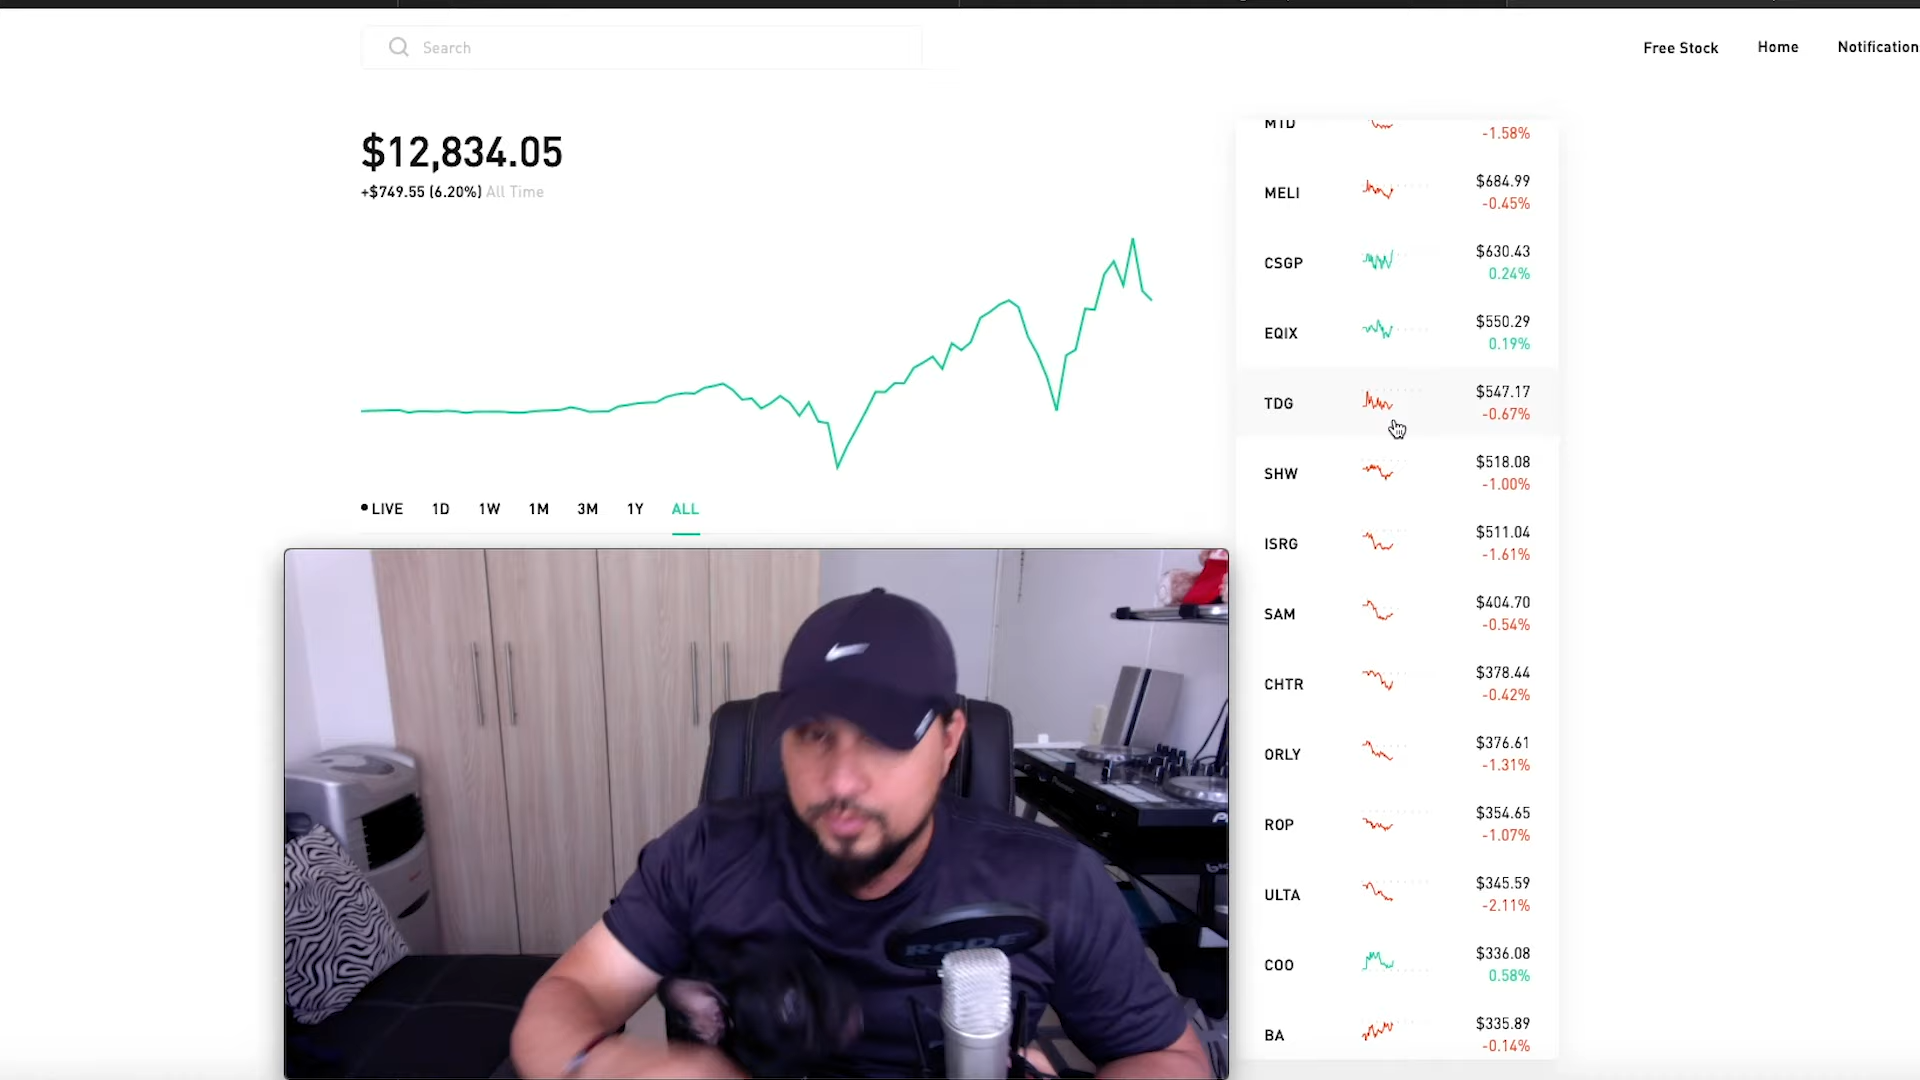 Search
Free Stock
Home
Notification
$12,834.05
+$749.55 (6.20%) All Time
LIVE 1D 1W 1M 3M 1Y ALL
MTD
-1.58%
MELI
$684.99
-0.45%
CSGP
$630.43
0.24%
EQIX
$550.29
0.19%
TDG
$547.17
-0.67%
SHW
$518.08
-1.00%
ISRG
$511.04
-1.61%
SAM
$404.70
-0.54%
CHTR
$378.44
-0.42%
ORLY
$376.61
-1.31%
ROP
$354.65
-1.07%
ULTA
$345.59
-2.11%
COO
$336.08
0.58%
BA
$335.89
-0.14%
RODE